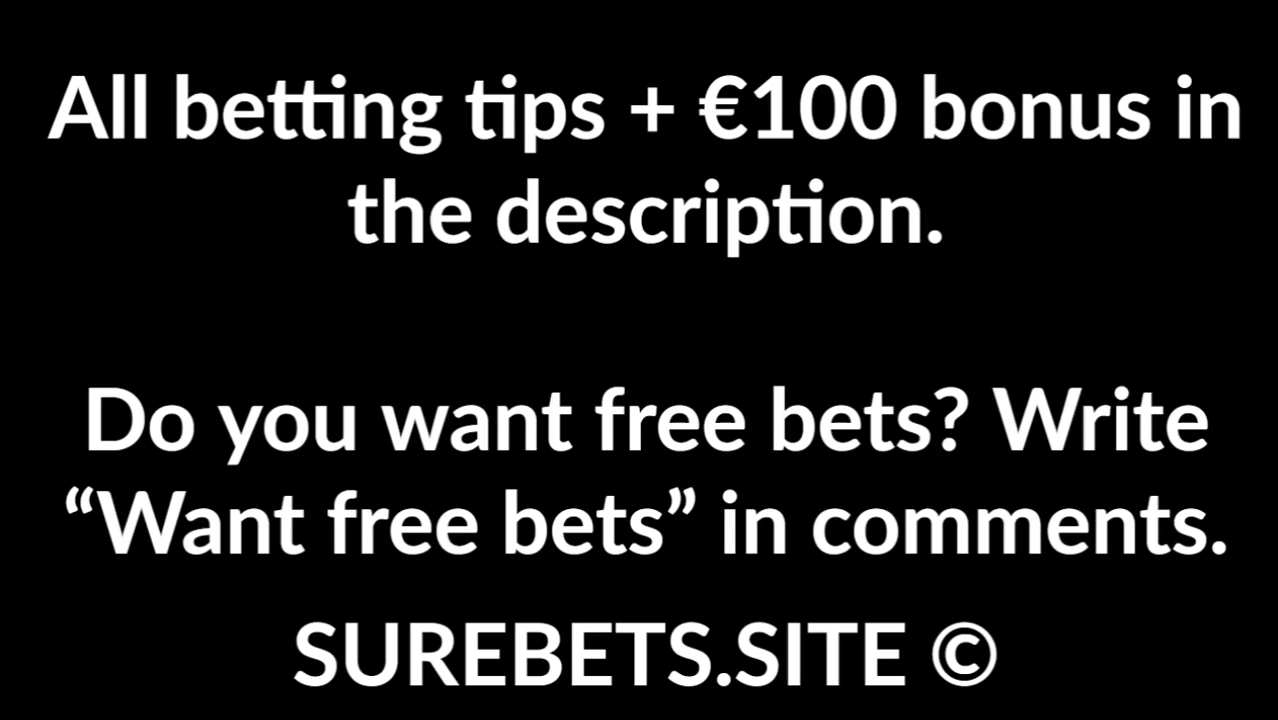 All betting tips + €100 bonus in
the description.
Do you want free bets? Write
“Want free bets” in comments.
SUREBETS.SITE ©